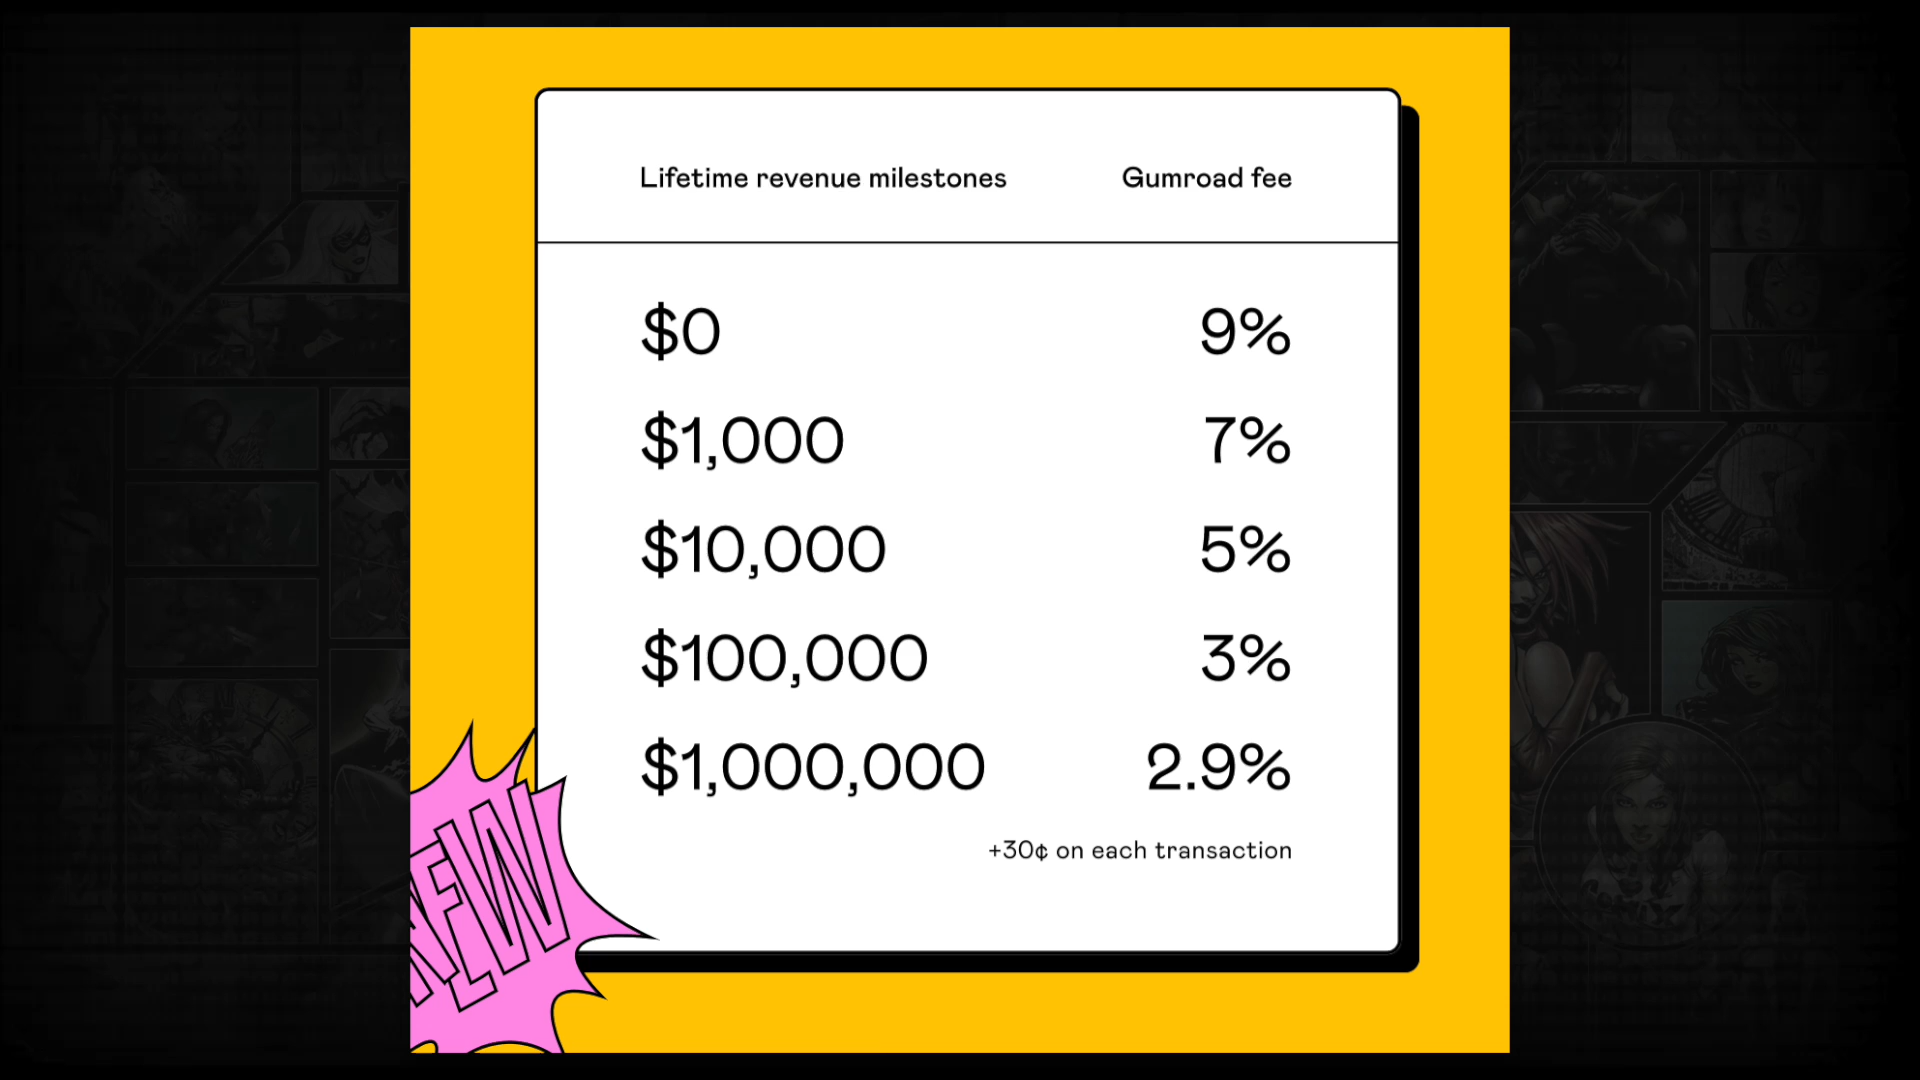 Lifetime revenue milestones Gumroad fee
$0 9%
$1,000 7%
$10,000 5%
$100,000 3%
$1,000,000 2.9%
+30¢ on each transaction
NEW